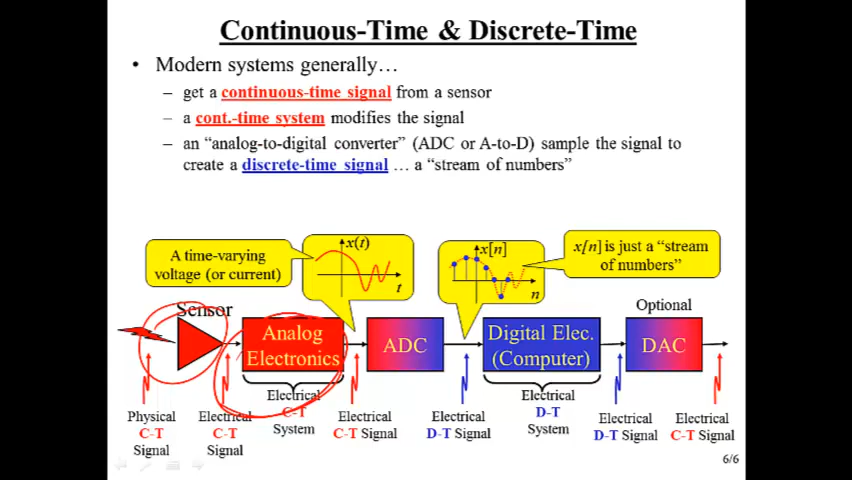 Continuous-Time & Discrete-Time
• Modern systems generally…
– get a continuous-time signal from a sensor
– a cont.-time system modifies the signal
– an “analog-to-digital converter” (ADC or A-to-D) sample the signal to
create a discrete-time signal … a “stream of numbers”
A time-varying
voltage (or current)
x(t)
t
x[n]
n
x[n] is just a “stream
of numbers”
Sensor
Analog
Electronics
ADC
Digital Elec.
(Computer)
Optional
DAC
Physical
C-T
Signal
Electrical
C-T
Signal
Electrical
C-T
System
Electrical
C-T Signal
Electrical
D-T Signal
Electrical
D-T
System
Electrical
D-T Signal
Electrical
C-T Signal
6/6